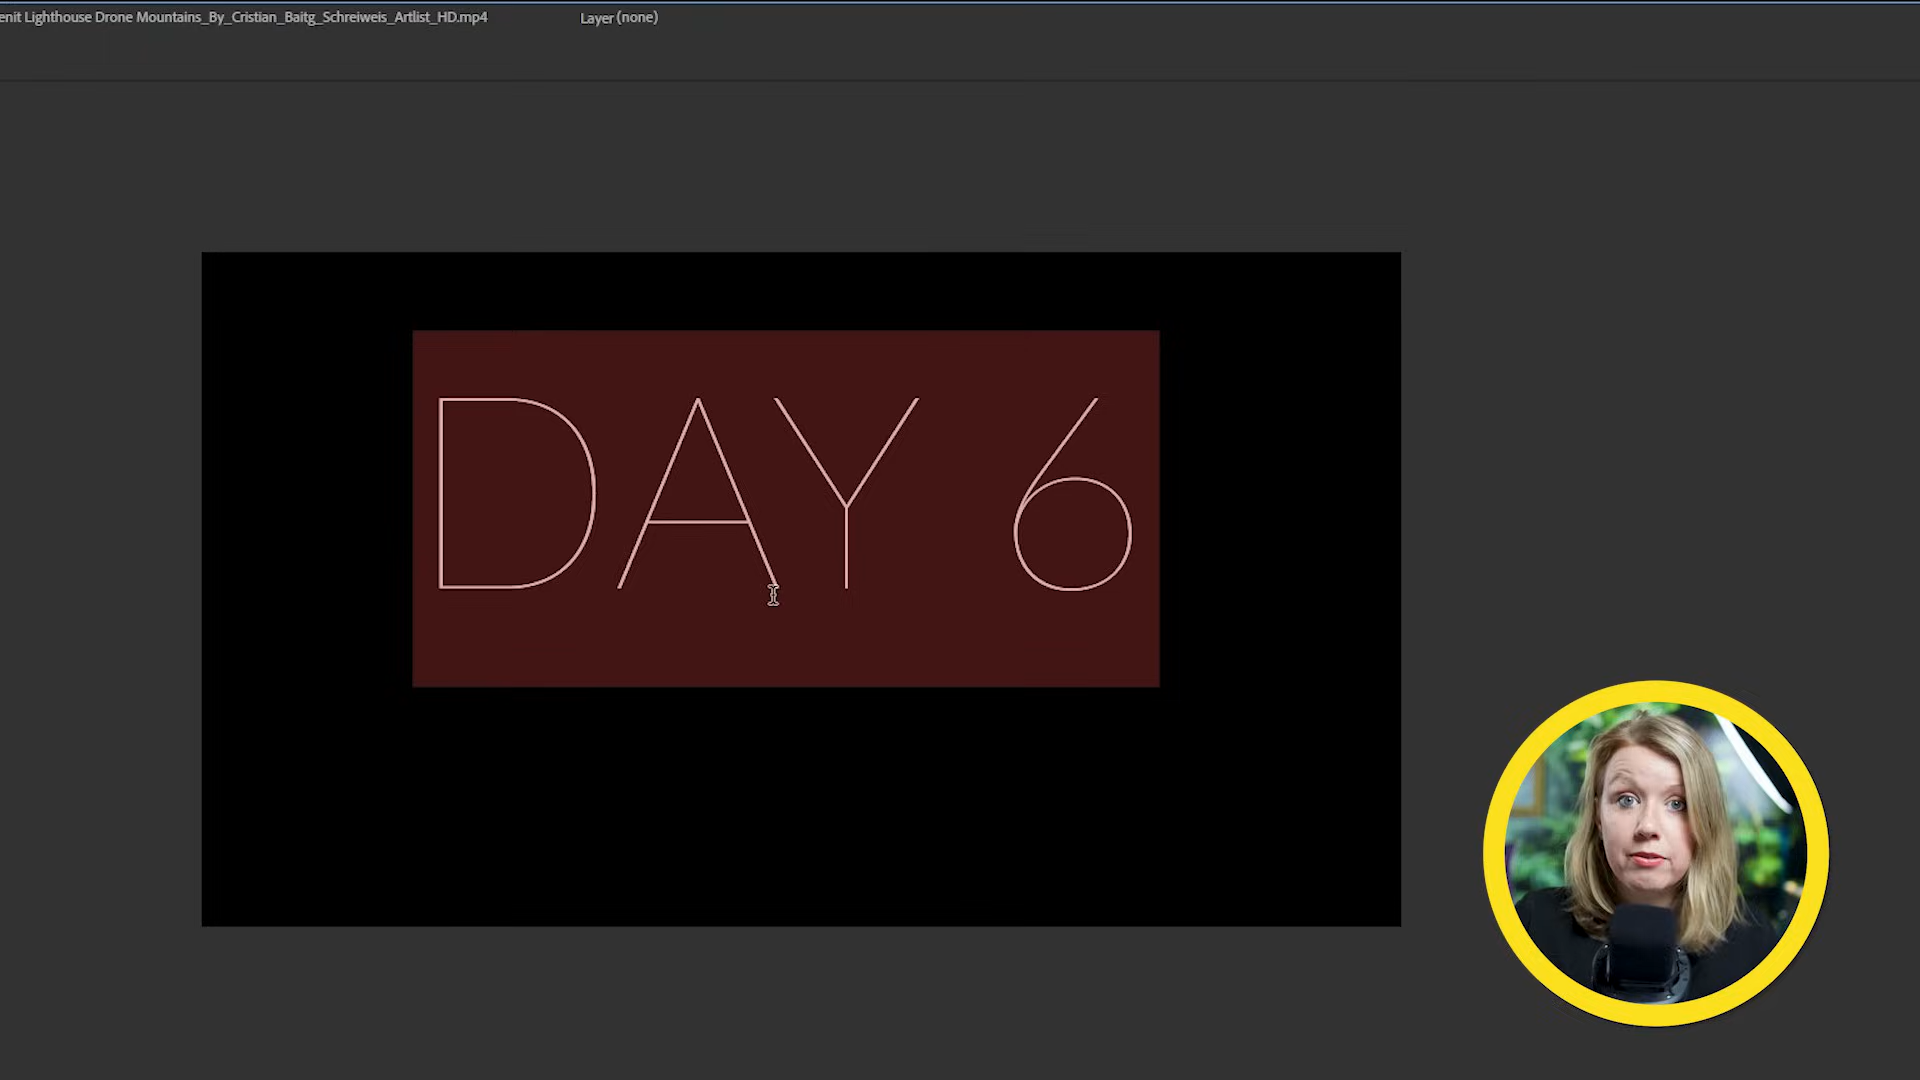 enit Lighthouse Drone Mountains_By_Cristian_Baitg_Schreiweis_Artlist_HD.mp4
Layer (none)
DAY 6